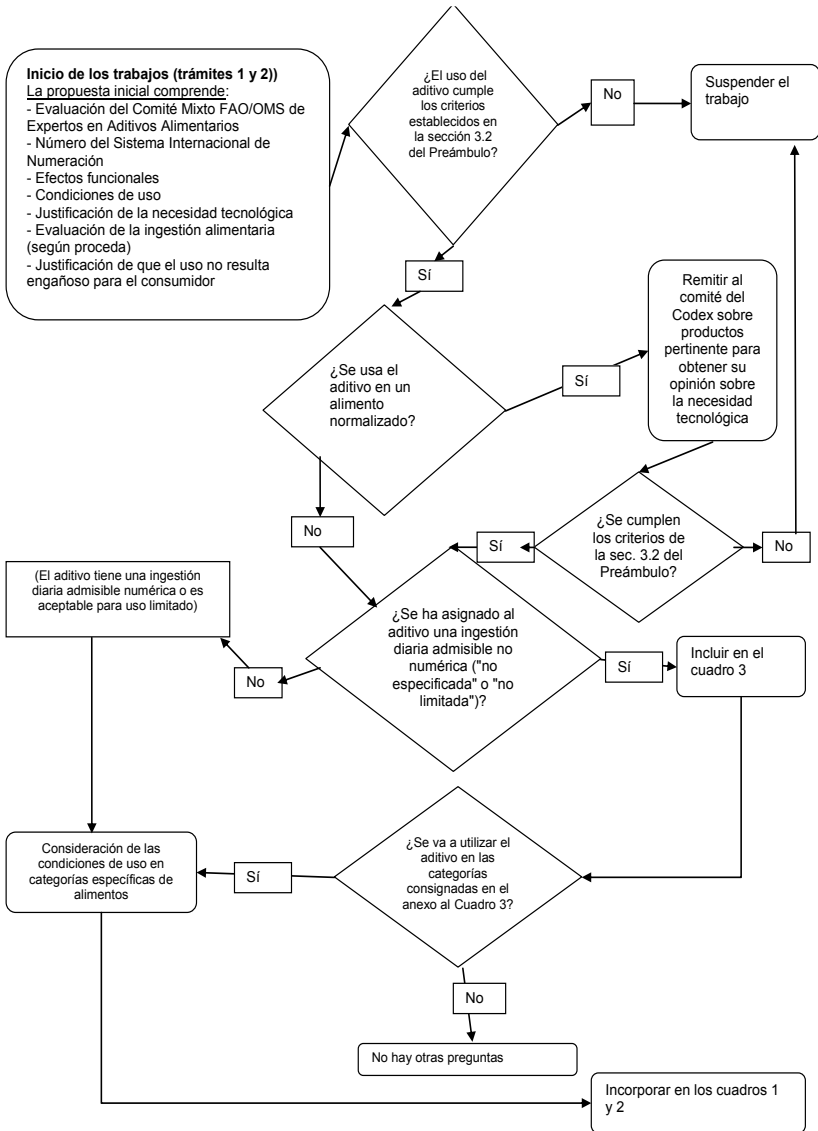 Inicio de los trabajos (trámites 1 y 2))
La propuesta inicial comprende:
- Evaluación del Comité Mixto FAO/OMS de
Expertos en Aditivos Alimentarios
- Número del Sistema Internacional de
Numeración
- Efectos funcionales
- Condiciones de uso
- Justificación de la necesidad tecnológica
- Evaluación de la ingestión alimentaria
(según proceda)
- Justificación de que el uso no resulta
engañoso para el consumidor
¿El uso del
aditivo cumple
los criterios
establecidos en
la sección 3.2
del Preámbulo?
No
Suspender el
trabajo
Sí
¿Se usa el
aditivo en un
alimento
normalizado?
Sí
Remitir al
comité del
Codex sobre
productos
pertinente para
obtener su
opinión sobre
la necesidad
tecnológica
No
¿Se cumplen
los criterios de
la sec. 3.2 del
Preámbulo?
Sí
No
(El aditivo tiene una ingestión
diaria admisible numérica o es
aceptable para uso limitado)
¿Se ha asignado al
aditivo una ingestión
diaria admisible no
numérica ("no
especificada" o "no
limitada")?
No
Sí
Incluir en el
cuadro 3
Consideración de las
condiciones de uso en
categorías específicas de
alimentos
Sí
¿Se va a utilizar el
aditivo en las
categorías
consignadas en el
anexo al Cuadro 3?
No
No hay otras preguntas
Incorporar en los cuadros 1
y 2